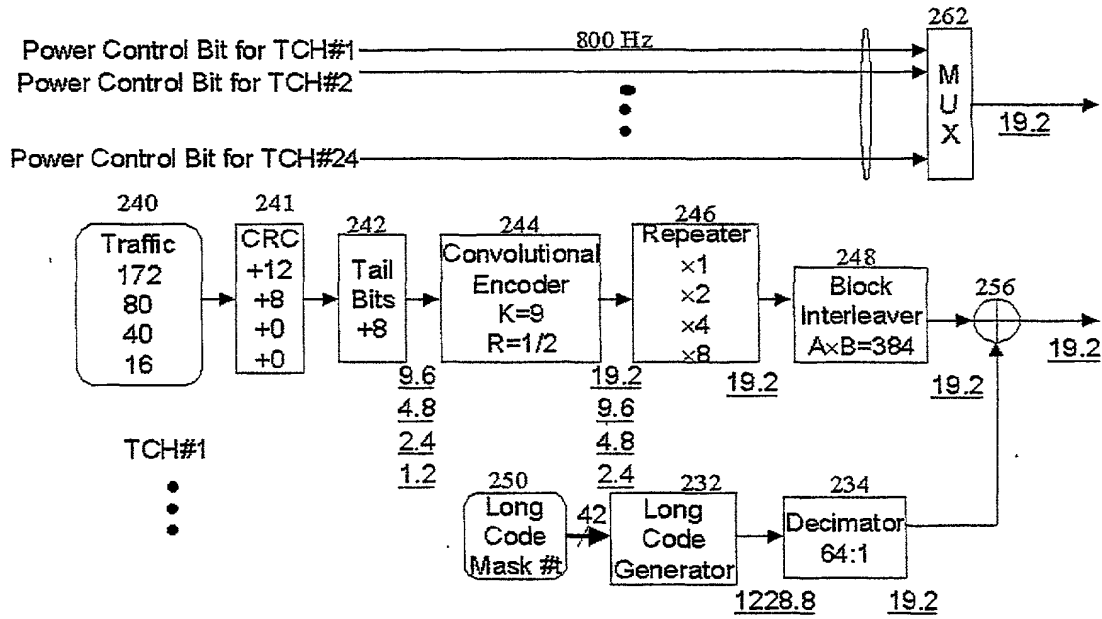 262
Power Control Bit for TCH#1
800 Hz
Power Control Bit for TCH#2
M
U
X
19.2
Power Control Bit for TCH#24
240
Traffic
172
80
40
16
241
CRC
+12
+8
+0
+0
242
Tail
Bits
+8
9.6
4.8
2.4
1.2
244
Convolutional
Encoder
K=9
R=1/2
19.2
9.6
4.8
2.4
246
Repeater
×1
×2
×4
×8
19.2
248
Block
Interleaver
A×B=384
19.2
256
19.2
TCH#1
250
Long
Code
Mask #t
42
232
Long
Code
Generator
1228.8
234
Decimator
64:1
19.2